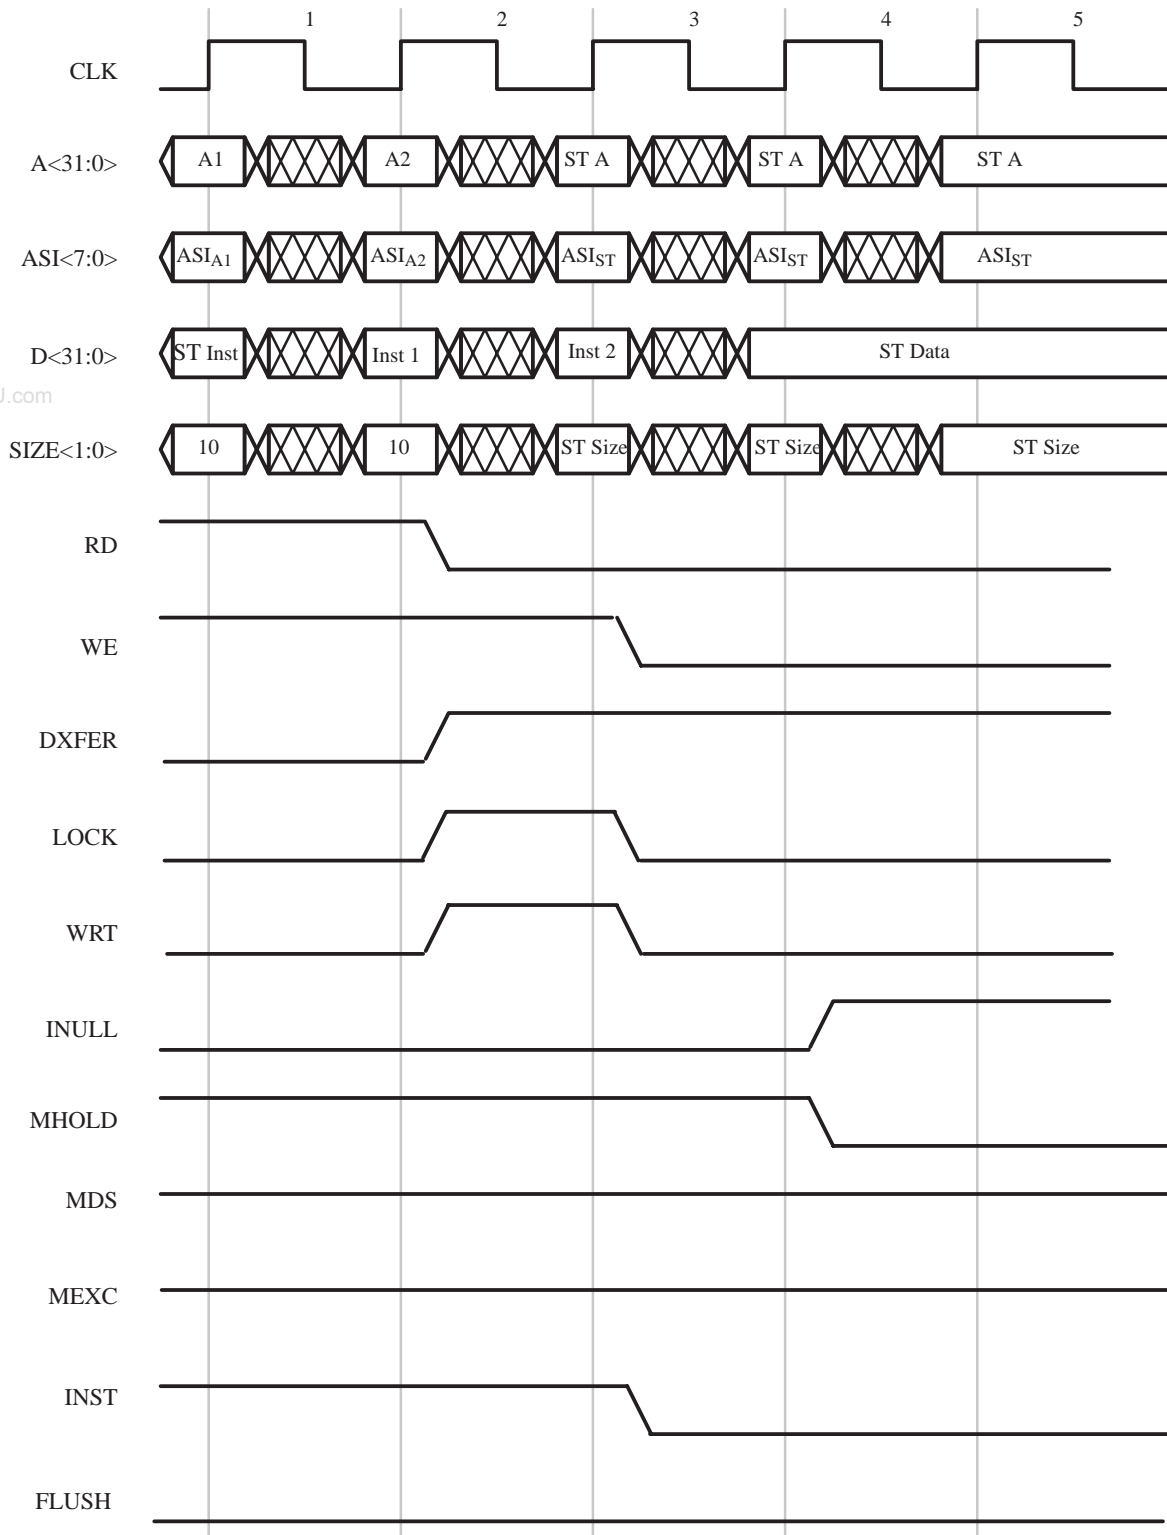 1 2 3 4 5
CLK
A<31:0> A1 A2 ST A ST A ST A
ASI<7:0> ASIA1 ASIA2 ASIST ASIST ASIST
D<31:0> ST Inst Inst 1 Inst 2 ST Data
J.com
SIZE<1:0> 10 10 ST Size ST Size ST Size
RD
WE
DXFER
LOCK
WRT
INULL
MHOLD
MDS
MEXC
INST
FLUSH